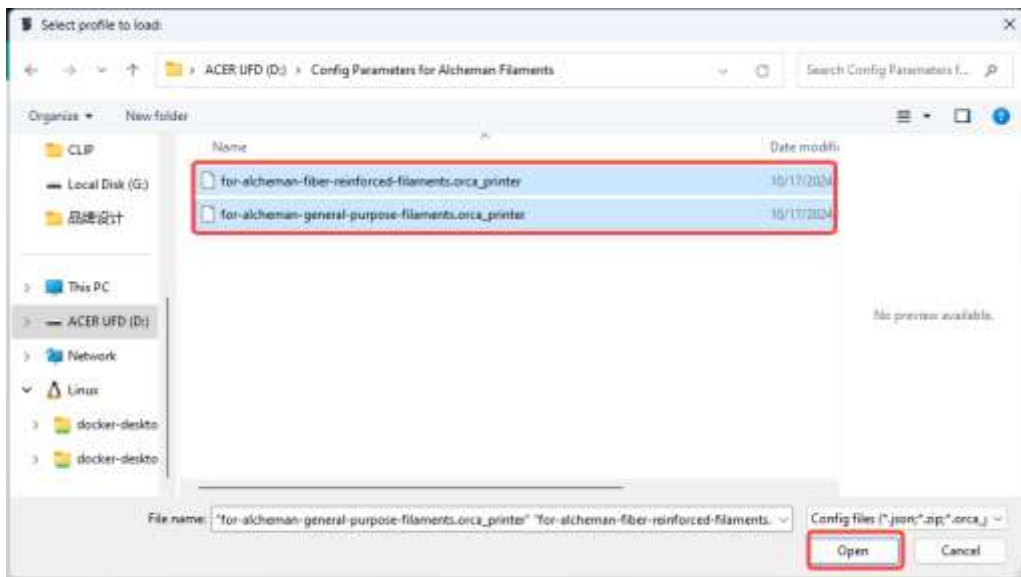 Select profile to load:
ACER UFD (D:) > Config Parameters for Alcheman Filaments
Search Config Parameters f...
Organize
New folder
Name
Date modifi
CLIP
for-alcheman-fiber-reinforced-filaments.orca_printer
10/17/2024
Local Disk (G:)
for-alcheman-general-purpose-filaments.orca_printer
10/17/2024
品牌设计
This PC
ACER UFD (D:)
No preview available.
Network
Linux
docker-deskto
docker-deskto
File name:
"for-alcheman-general-purpose-filaments.orca_printer" "for-alcheman-fiber-reinforced-filaments.
Config files (*.json;*.zip;*.orca_p
Open
Cancel